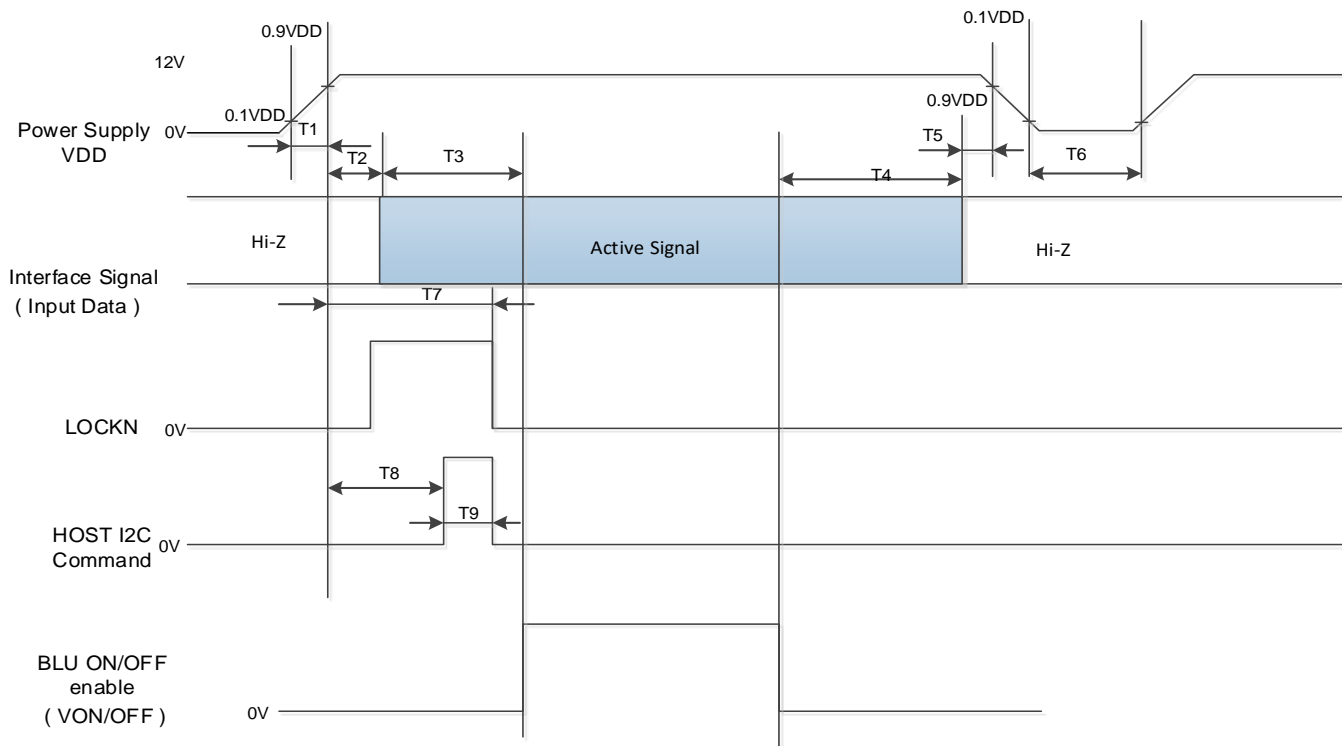 0.9VDD
0.1VDD
12V
0.1VDD
0.9VDD
Power Supply
VDD
0V
T1
T2
T3
T4
T5
T6
Hi-Z
Active Signal
Hi-Z
Interface Signal
( Input Data )
T7
LOCKN
0V
T8
T9
HOST I2C
Command
0V
BLU ON/OFF
enable
( VON/OFF )
0V